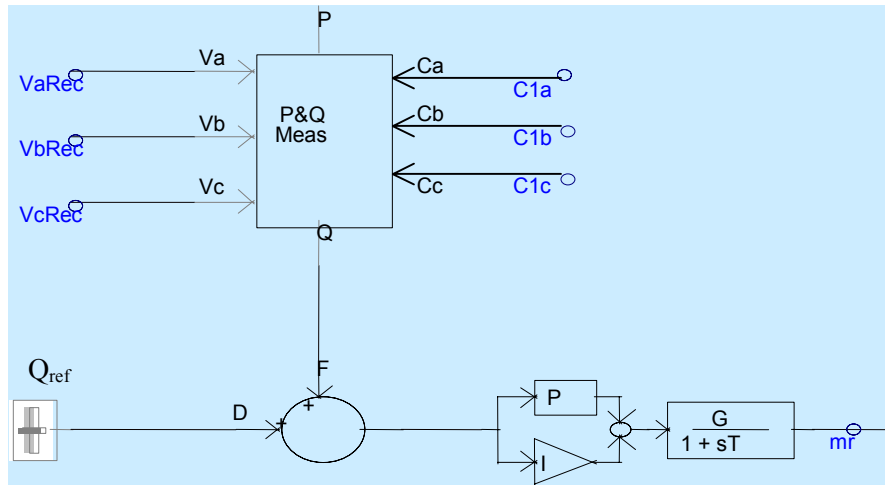 P
Va
VaRec
Ca
C1a
P&Q
Meas
Vb
VbRec
Cb
C1b
Vc
VcRec
Cc
C1c
Q
Qref
F
D
+
+
P
I
G
1 + sT
mr